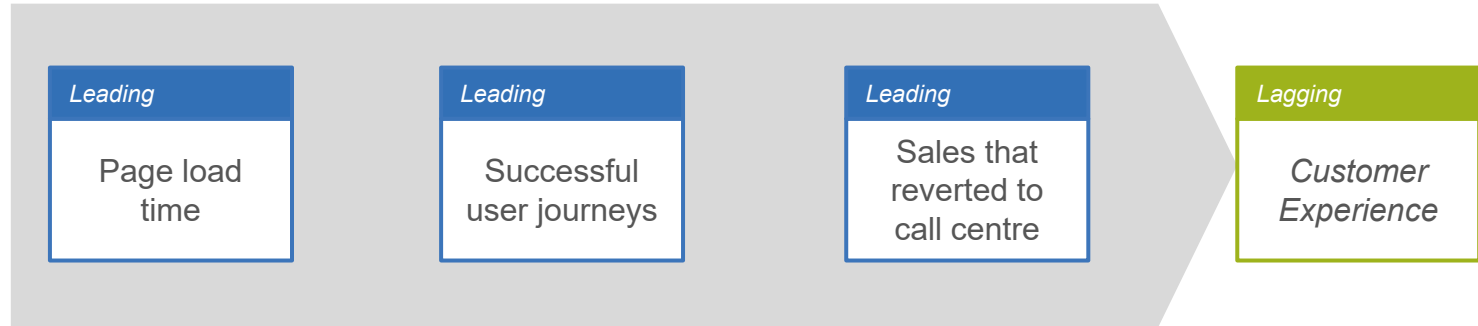 Leading
Page load
time
Leading
Successful
user journeys
Leading
Sales that
reverted to
call centre
Lagging
Customer
Experience